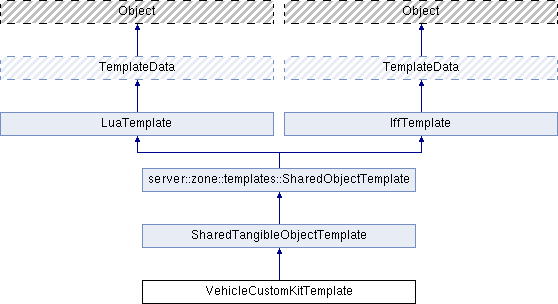 Object
Object
TemplateData
TemplateData
LuaTemplate
IffTemplate
server::zone::templates::SharedObjectTemplate
SharedTangibleObjectTemplate
VehicleCustomKitTemplate